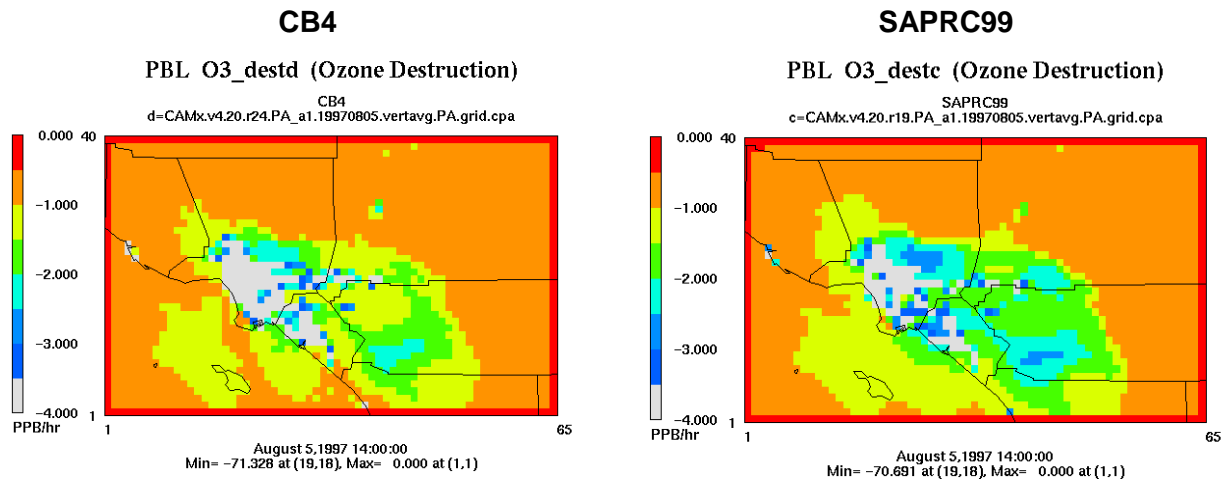 CB4
PBL O3_destd (Ozone Destruction)
CB4
d=CAMx.v4.20.r24.PA_a1.19970805.vertavg.PA.grid.cpa
0.000
40
−1.000
−2.000
−3.000
−4.000
1
PPB/hr
1
65
August 5,1997 14:00:00
Min= −71.328 at (19,18), Max= 0.000 at (1,1)
SAPRC99
PBL O3_destc (Ozone Destruction)
SAPRC99
c=CAMx.v4.20.r19.PA_a1.19970805.vertavg.PA.grid.cpa
0.000
40
−1.000
−2.000
−3.000
−4.000
1
PPB/hr
1
65
August 5,1997 14:00:00
Min= −70.691 at (19,18), Max= 0.000 at (1,1)